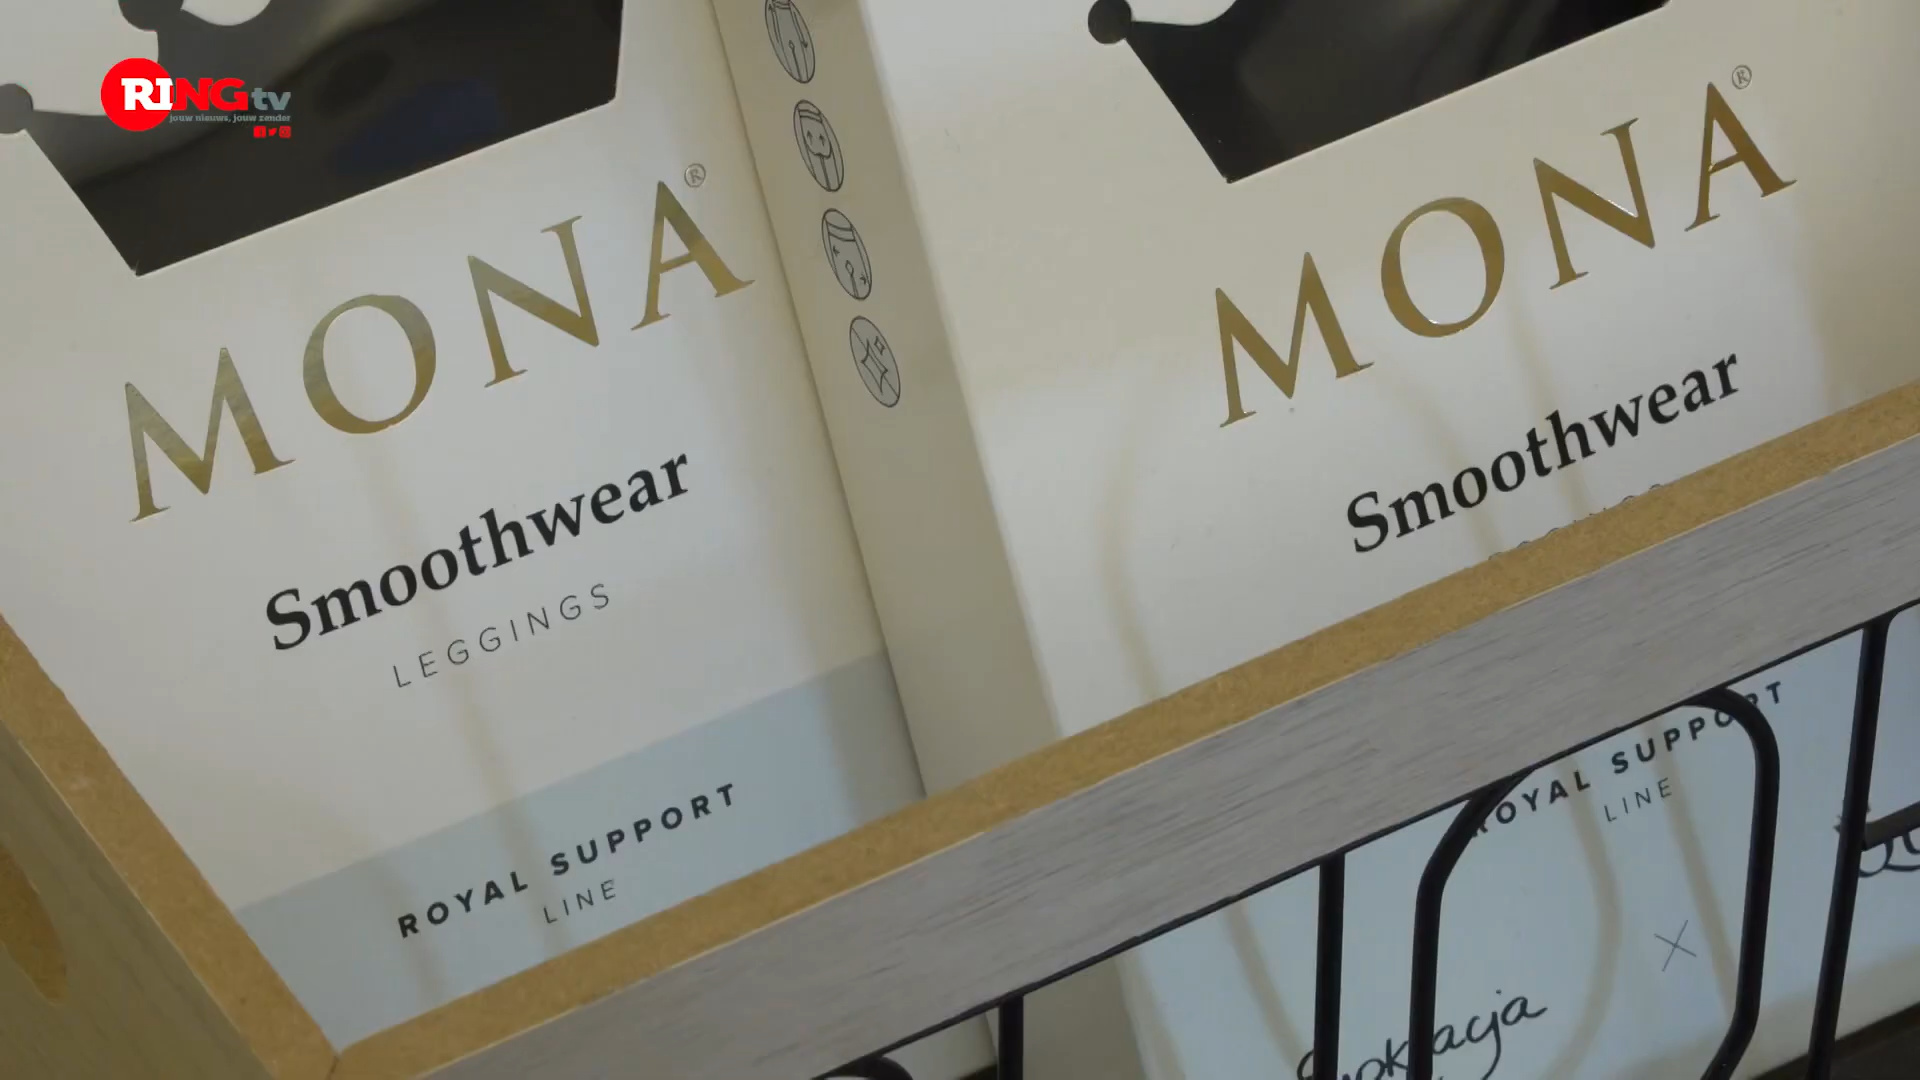 RINGtv
jouw nieuws, jouw zender
MONA®
Smoothwear
LEGGINGS
ROYAL SUPPORT
LINE
MONA®
Smoothwear
ROYAL SUPPORT
LINE
X